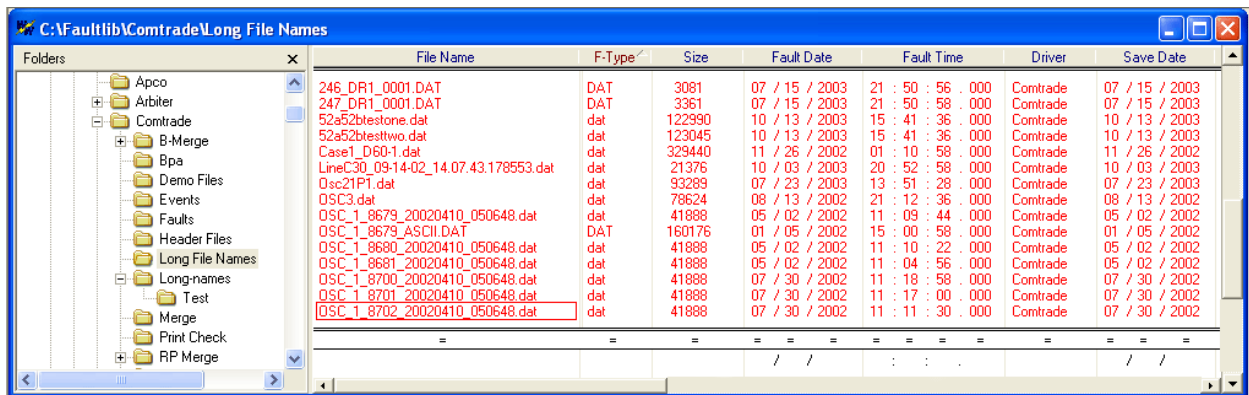 C:\Faultlib\Comtrade\Long File Names
Folders x
Apco
Arbiter
Comtrade
B-Merge
Bpa
Demo Files
Events
Faults
Header Files
Long File Names
Long-names
Test
Merge
Print Check
RP Merge
File Name F-Type Size Fault Date Fault Time Driver Save Date
246_DR1_0001.DAT DAT 3081 07 / 15 / 2003 21 : 50 : 56 . 000 Comtrade 07 / 15 / 2003
247_DR1_0001.DAT DAT 3361 07 / 15 / 2003 21 : 50 : 58 . 000 Comtrade 07 / 15 / 2003
52a52btestone.dat dat 122990 10 / 13 / 2003 15 : 41 : 36 . 000 Comtrade 10 / 13 / 2003
52a52btesttwo.dat dat 123045 10 / 13 / 2003 15 : 41 : 36 . 000 Comtrade 10 / 13 / 2003
Case1_D60-1.dat dat 329440 11 / 26 / 2002 01 : 10 : 58 . 000 Comtrade 11 / 26 / 2002
LineC30_09-14-02_14.07.43.178553.dat dat 21376 10 / 03 / 2003 20 : 52 : 58 . 000 Comtrade 10 / 03 / 2003
Osc21P1.dat dat 93289 07 / 23 / 2003 13 : 51 : 28 . 000 Comtrade 07 / 23 / 2003
OSC3.dat dat 78624 08 / 13 / 2002 21 : 12 : 36 . 000 Comtrade 08 / 13 / 2002
OSC_1_8679_20020410_050648.dat dat 41888 05 / 02 / 2002 11 : 09 : 44 . 000 Comtrade 05 / 02 / 2002
OSC_1_8679_ASCII.DAT DAT 160176 01 / 05 / 2002 15 : 00 : 58 . 000 Comtrade 01 / 05 / 2002
OSC_1_8680_20020410_050648.dat dat 41888 05 / 02 / 2002 11 : 10 : 22 . 000 Comtrade 05 / 02 / 2002
OSC_1_8681_20020410_050648.dat dat 41888 05 / 02 / 2002 11 : 04 : 56 . 000 Comtrade 05 / 02 / 2002
OSC_1_8700_20020410_050648.dat dat 41888 07 / 30 / 2002 11 : 18 : 58 . 000 Comtrade 07 / 30 / 2002
OSC_1_8701_20020410_050648.dat dat 41888 07 / 30 / 2002 11 : 17 : 00 . 000 Comtrade 07 / 30 / 2002
OSC_1_8702_20020410_050648.dat dat 41888 07 / 30 / 2002 11 : 11 : 30 . 000 Comtrade 07 / 30 / 2002
= = = = = = = = = = = = = =
/ / : : . / /